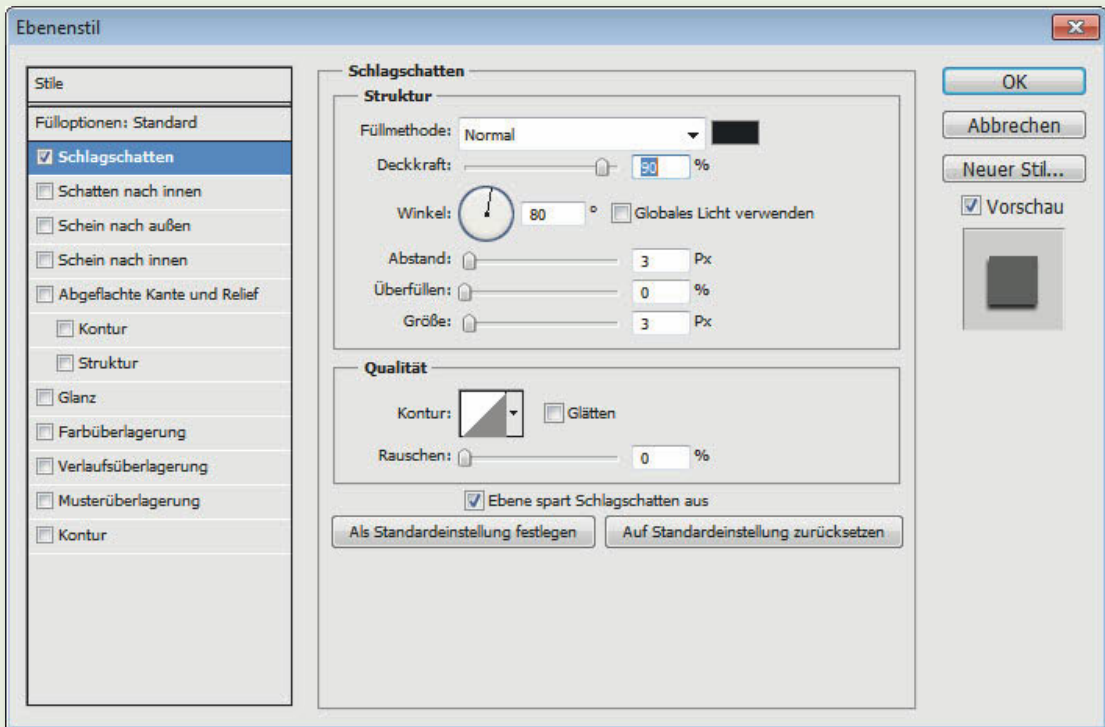 Ebenenstil
Stile
Fülloptionen: Standard
Schlagschatten
Schatten nach innen
Schein nach außen
Schein nach innen
Abgeflachte Kante und Relief
Kontur
Struktur
Glanz
Farbüberlagerung
Verlaufsüberlagerung
Musterüberlagerung
Kontur
Schlagschatten
Struktur
Füllmethode: Normal
Deckkraft: 90 %
Winkel: 80 ° Globales Licht verwenden
Abstand: 3 Px
Überfüllen: 0 %
Größe: 3 Px
Qualität
Kontur: Glätten
Rauschen: 0 %
Ebene spart Schlagschatten aus
Als Standardeinstellung festlegen Auf Standardeinstellung zurücksetzen
OK
Abbrechen
Neuer Stil...
Vorschau